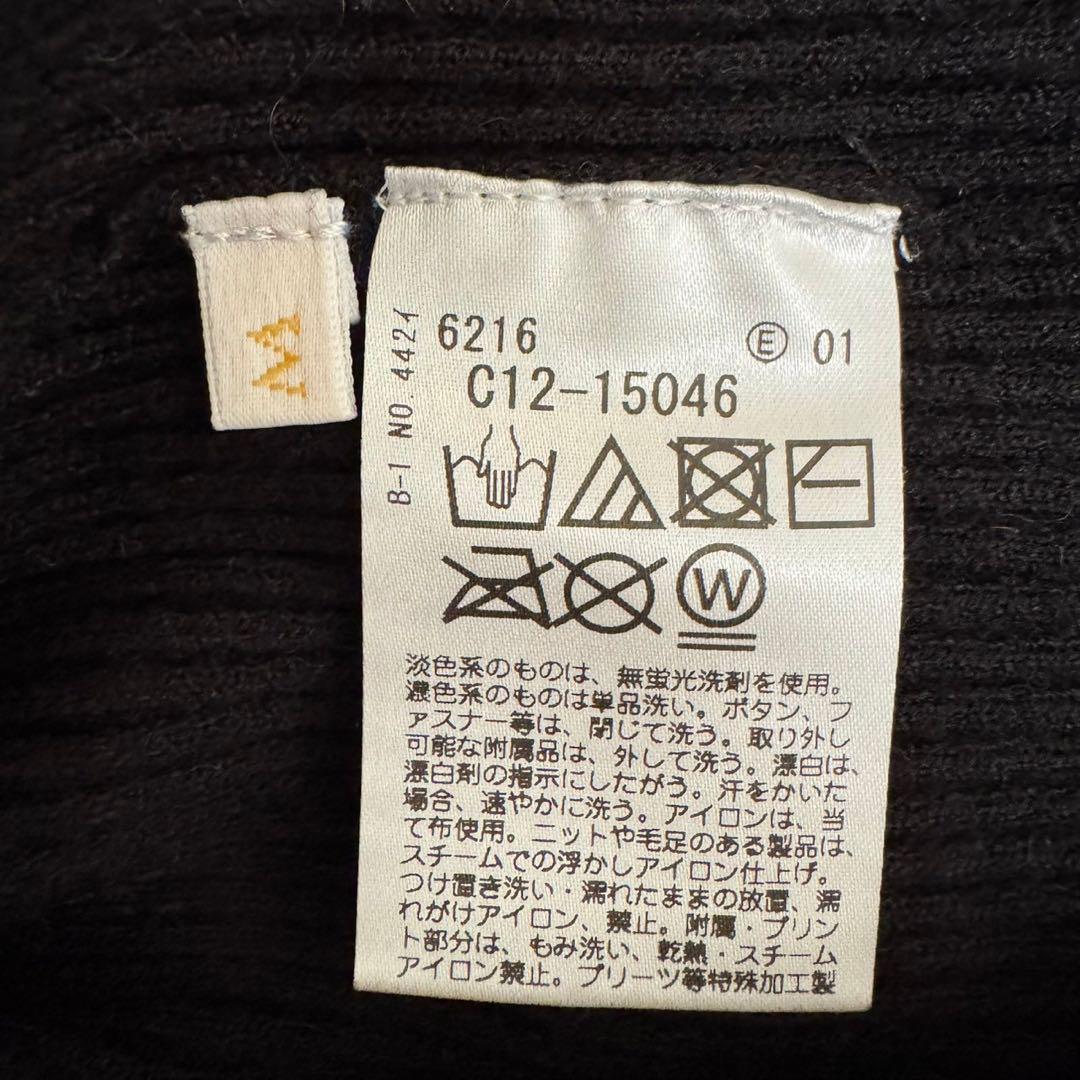 M
B-1 NO.442イ
6216 Ⓔ 01
C12-15046
W
淡色系のものは、無蛍光洗剤を使用。
濃色系のものは単品洗い。ボタン、フ
ァスナー等は、閉じて洗う。取り外し
可能な附属品は、外して洗う。漂白は、
漂白剤の指示にしたがう。汗をかいた
場合、速やかに洗う。アイロンは、当
て布使用。ニットや毛足のある製品は、
スチームでの浮かしアイロン仕上げ。
つけ置き洗い・濡れたままの放置、濡
れがけアイロン、禁止。附属・プリン
ト部分は、もみ洗い、乾熱・スチーム
アイロン禁止。プリーツ等特殊加工製